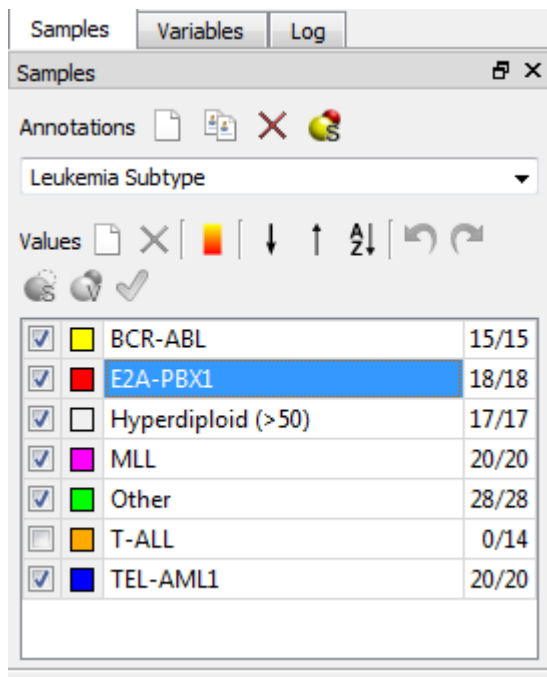 Samples Variables Log
Samples
Annotations
Leukemia Subtype
Values
BCR-ABL 15/15
E2A-PBX1 18/18
Hyperdiploid (>50) 17/17
MLL 20/20
Other 28/28
T-ALL 0/14
TEL-AML1 20/20